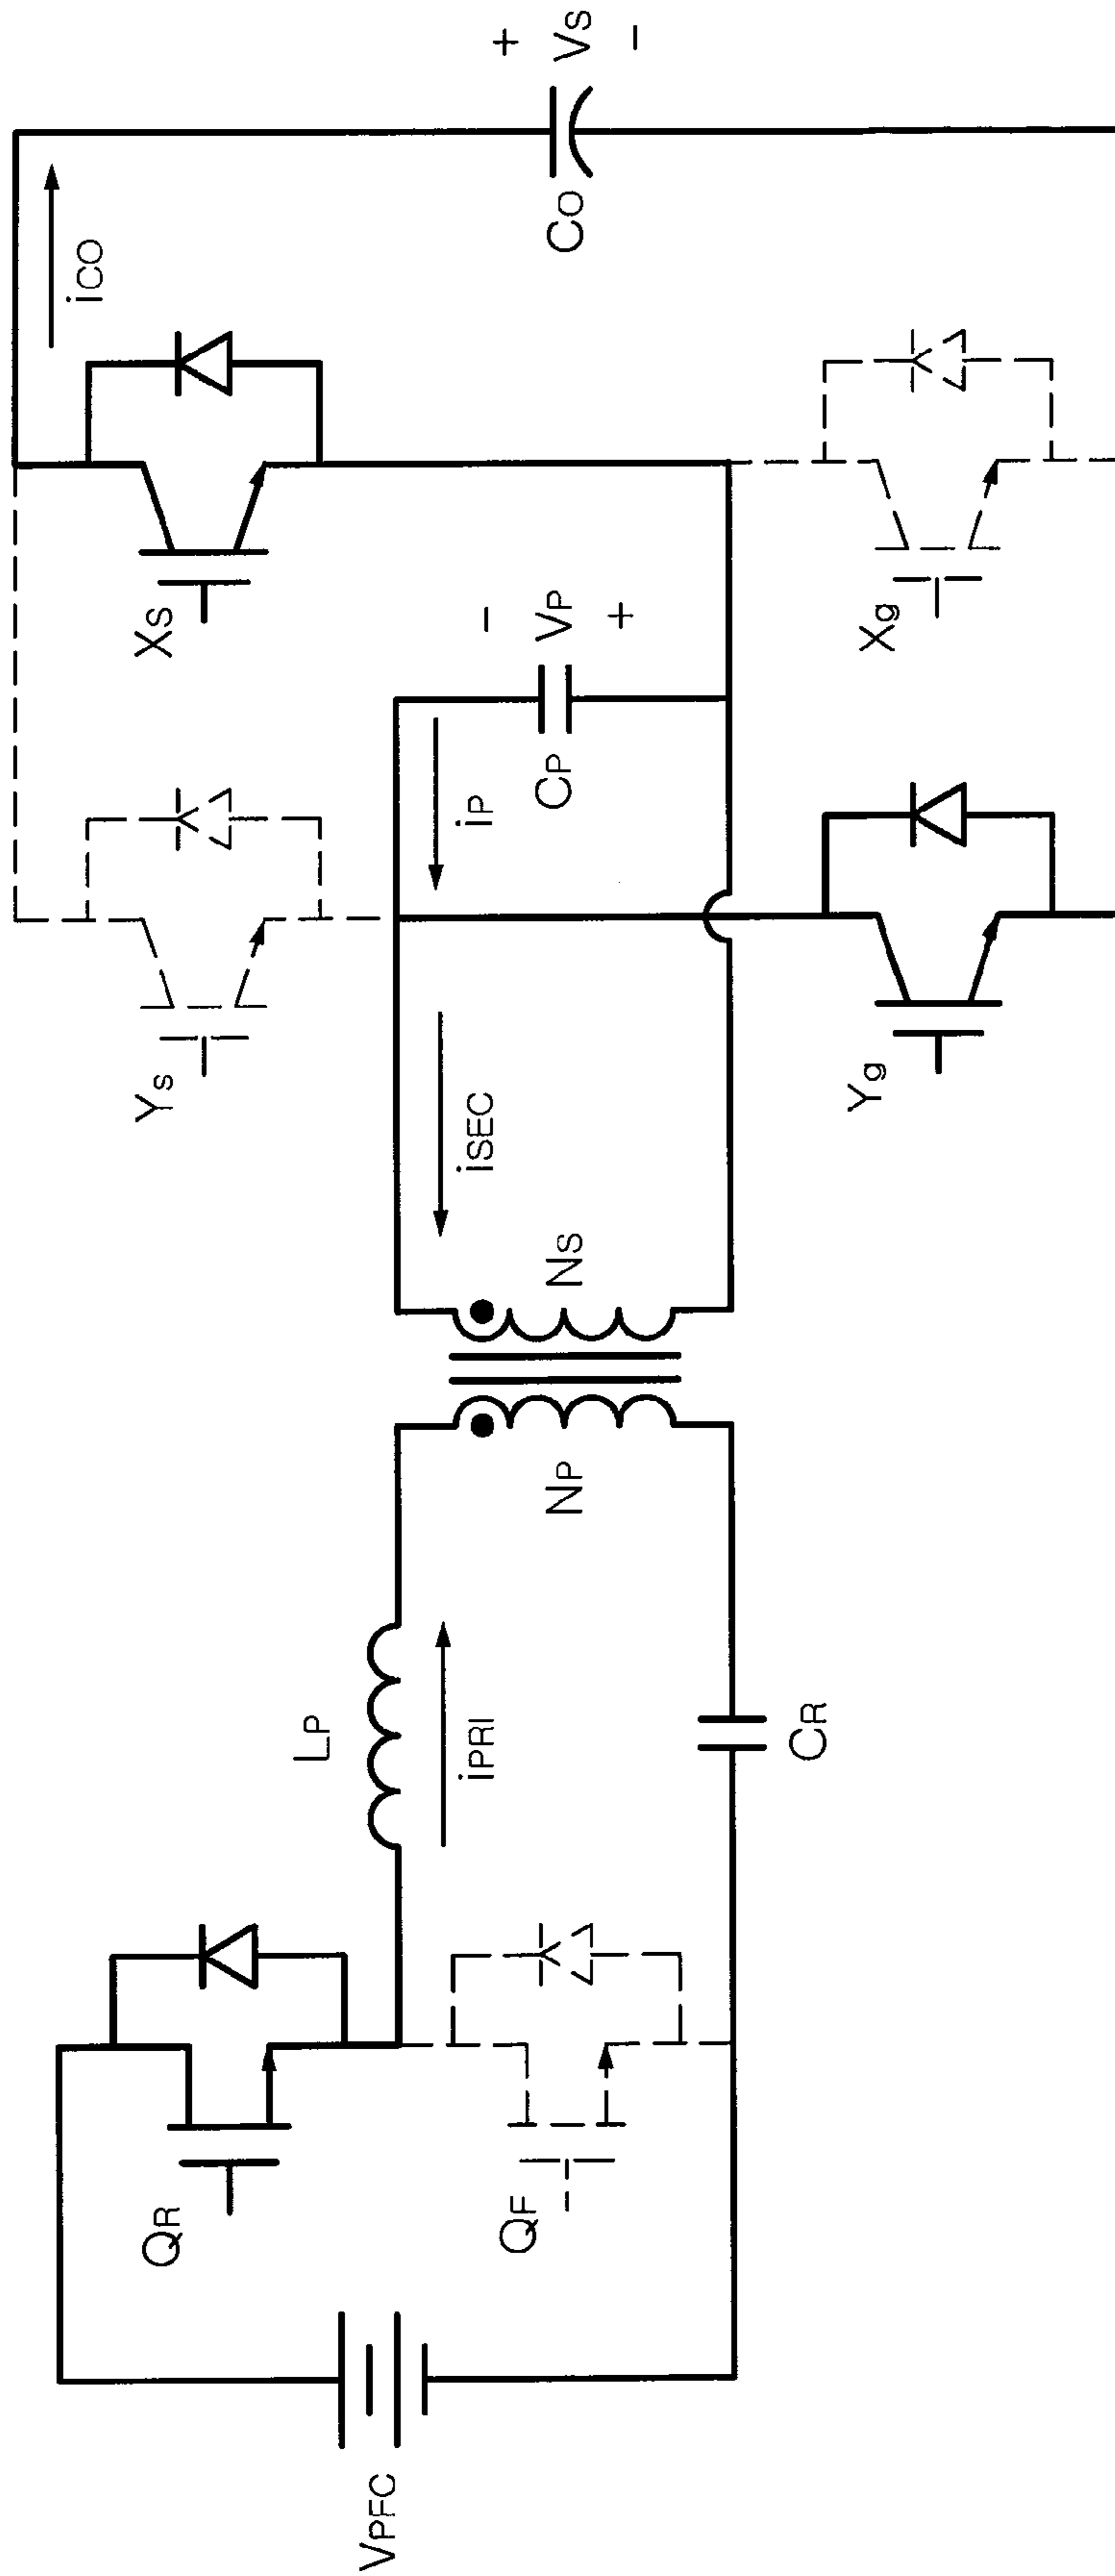 VPFC
QR
QF
LP
iPRI
CR
NP
NS
iSEC
YS
Yg
iP
CP
- VP +
XS
Xg
iCO
CO
+ VS -